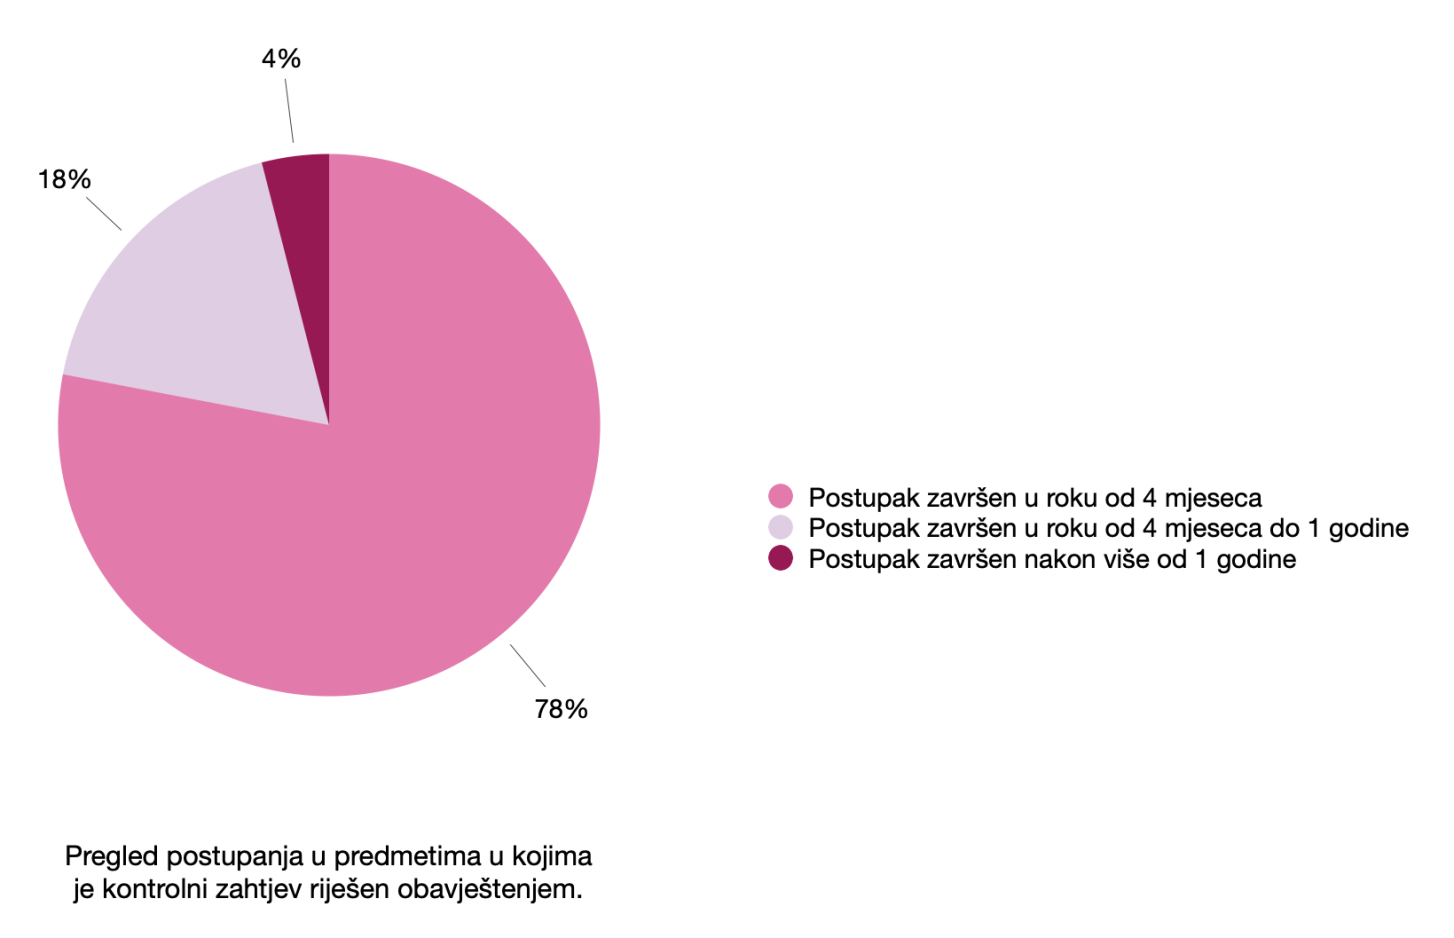 4%
18%
78%
Postupak završen u roku od 4 mjeseca
Postupak završen u roku od 4 mjeseca do 1 godine
Postupak završen nakon više od 1 godine
Pregled postupanja u predmetima u kojima
je kontrolni zahtjev riješen obavještenjem.